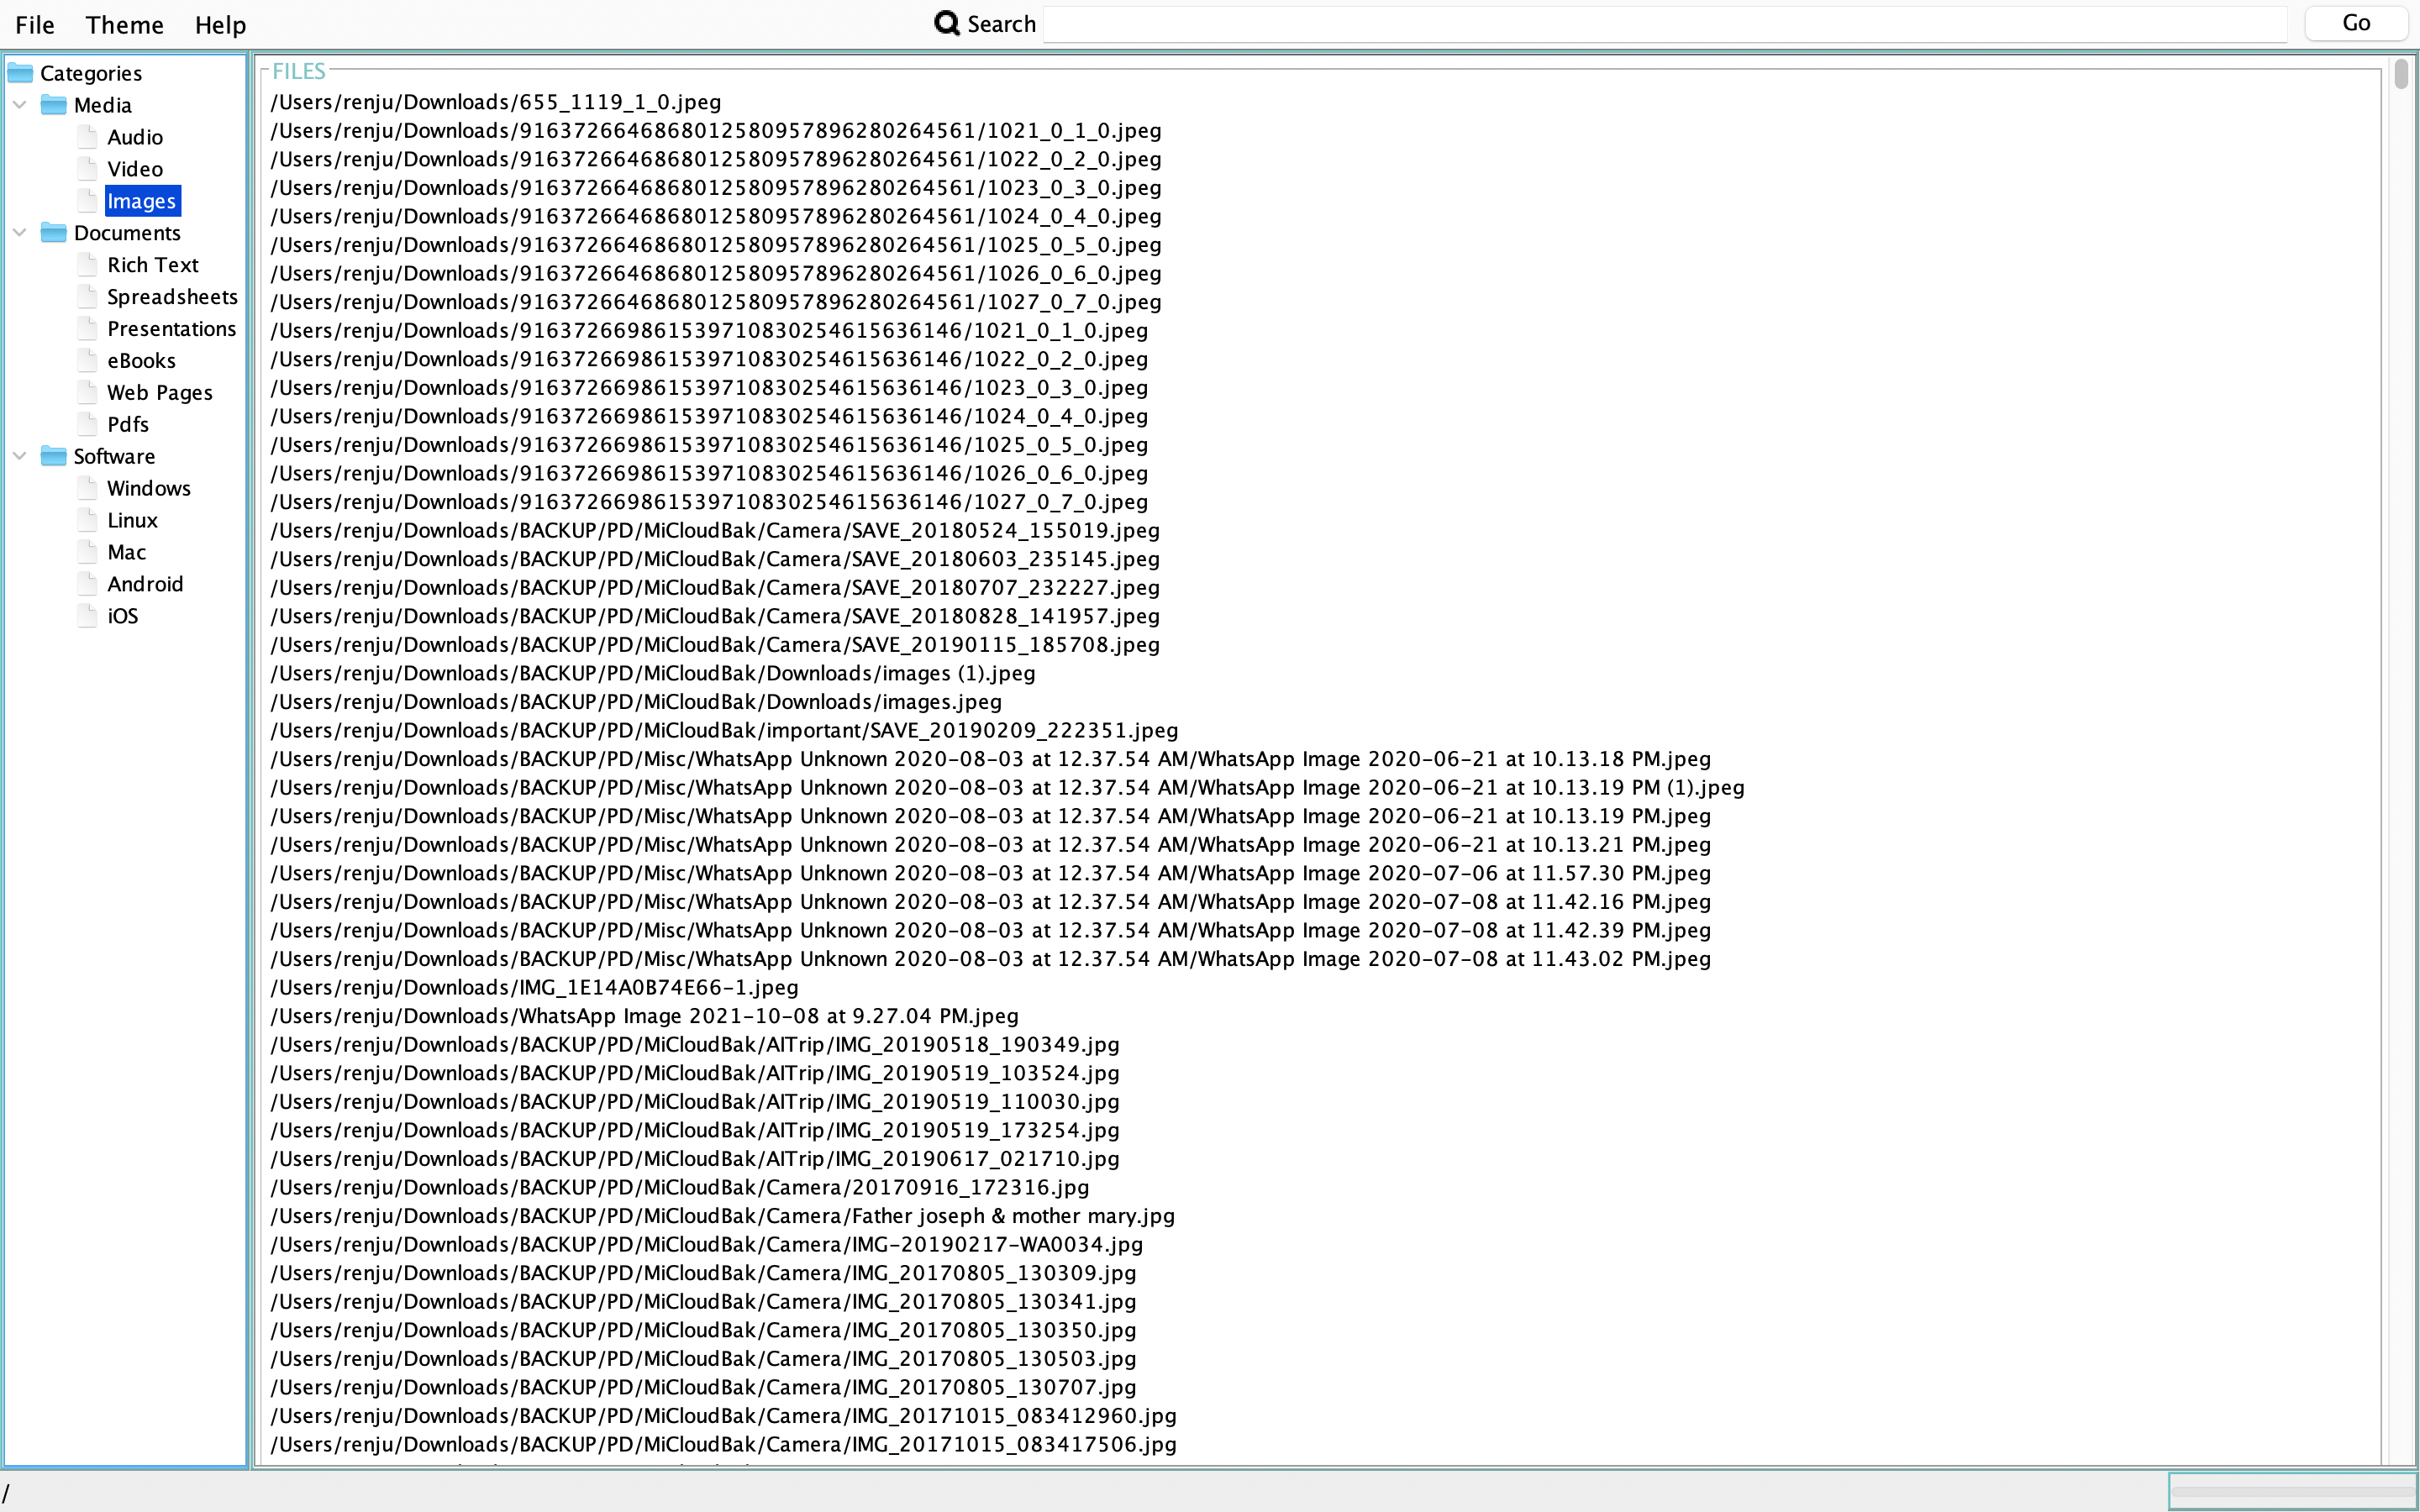 File Theme Help Search Go
Categories
Media
Audio
Video
Images
Documents
Rich Text
Spreadsheets
Presentations
eBooks
Web Pages
Pdfs
Software
Windows
Linux
Mac
Android
iOS
FILES
/Users/renju/Downloads/655_1119_1_0.jpeg
/Users/renju/Downloads/9163726646868012580957896280264561/1021_0_1_0.jpeg
/Users/renju/Downloads/9163726646868012580957896280264561/1022_0_2_0.jpeg
/Users/renju/Downloads/9163726646868012580957896280264561/1023_0_3_0.jpeg
/Users/renju/Downloads/9163726646868012580957896280264561/1024_0_4_0.jpeg
/Users/renju/Downloads/9163726646868012580957896280264561/1025_0_5_0.jpeg
/Users/renju/Downloads/9163726646868012580957896280264561/1026_0_6_0.jpeg
/Users/renju/Downloads/9163726646868012580957896280264561/1027_0_7_0.jpeg
/Users/renju/Downloads/916372669861539710830254615636146/1021_0_1_0.jpeg
/Users/renju/Downloads/916372669861539710830254615636146/1022_0_2_0.jpeg
/Users/renju/Downloads/916372669861539710830254615636146/1023_0_3_0.jpeg
/Users/renju/Downloads/916372669861539710830254615636146/1024_0_4_0.jpeg
/Users/renju/Downloads/916372669861539710830254615636146/1025_0_5_0.jpeg
/Users/renju/Downloads/916372669861539710830254615636146/1026_0_6_0.jpeg
/Users/renju/Downloads/916372669861539710830254615636146/1027_0_7_0.jpeg
/Users/renju/Downloads/BACKUP/PD/MiCloudBak/Camera/SAVE_20180524_155019.jpeg
/Users/renju/Downloads/BACKUP/PD/MiCloudBak/Camera/SAVE_20180603_235145.jpeg
/Users/renju/Downloads/BACKUP/PD/MiCloudBak/Camera/SAVE_20180707_232227.jpeg
/Users/renju/Downloads/BACKUP/PD/MiCloudBak/Camera/SAVE_20180828_141957.jpeg
/Users/renju/Downloads/BACKUP/PD/MiCloudBak/Camera/SAVE_20190115_185708.jpeg
/Users/renju/Downloads/BACKUP/PD/MiCloudBak/Downloads/images (1).jpeg
/Users/renju/Downloads/BACKUP/PD/MiCloudBak/Downloads/images.jpeg
/Users/renju/Downloads/BACKUP/PD/MiCloudBak/important/SAVE_20190209_222351.jpeg
/Users/renju/Downloads/BACKUP/PD/Misc/WhatsApp Unknown 2020-08-03 at 12.37.54 AM/WhatsApp Image 2020-06-21 at 10.13.18 PM.jpeg
/Users/renju/Downloads/BACKUP/PD/Misc/WhatsApp Unknown 2020-08-03 at 12.37.54 AM/WhatsApp Image 2020-06-21 at 10.13.19 PM (1).jpeg
/Users/renju/Downloads/BACKUP/PD/Misc/WhatsApp Unknown 2020-08-03 at 12.37.54 AM/WhatsApp Image 2020-06-21 at 10.13.19 PM.jpeg
/Users/renju/Downloads/BACKUP/PD/Misc/WhatsApp Unknown 2020-08-03 at 12.37.54 AM/WhatsApp Image 2020-06-21 at 10.13.21 PM.jpeg
/Users/renju/Downloads/BACKUP/PD/Misc/WhatsApp Unknown 2020-08-03 at 12.37.54 AM/WhatsApp Image 2020-07-06 at 11.57.30 PM.jpeg
/Users/renju/Downloads/BACKUP/PD/Misc/WhatsApp Unknown 2020-08-03 at 12.37.54 AM/WhatsApp Image 2020-07-08 at 11.42.16 PM.jpeg
/Users/renju/Downloads/BACKUP/PD/Misc/WhatsApp Unknown 2020-08-03 at 12.37.54 AM/WhatsApp Image 2020-07-08 at 11.42.39 PM.jpeg
/Users/renju/Downloads/BACKUP/PD/Misc/WhatsApp Unknown 2020-08-03 at 12.37.54 AM/WhatsApp Image 2020-07-08 at 11.43.02 PM.jpeg
/Users/renju/Downloads/IMG_1E14A0B74E66-1.jpeg
/Users/renju/Downloads/WhatsApp Image 2021-10-08 at 9.27.04 PM.jpeg
/Users/renju/Downloads/BACKUP/PD/MiCloudBak/AITrip/IMG_20190518_190349.jpg
/Users/renju/Downloads/BACKUP/PD/MiCloudBak/AITrip/IMG_20190519_103524.jpg
/Users/renju/Downloads/BACKUP/PD/MiCloudBak/AITrip/IMG_20190519_110030.jpg
/Users/renju/Downloads/BACKUP/PD/MiCloudBak/AITrip/IMG_20190519_173254.jpg
/Users/renju/Downloads/BACKUP/PD/MiCloudBak/AITrip/IMG_20190617_021710.jpg
/Users/renju/Downloads/BACKUP/PD/MiCloudBak/Camera/20170916_172316.jpg
/Users/renju/Downloads/BACKUP/PD/MiCloudBak/Camera/Father joseph & mother mary.jpg
/Users/renju/Downloads/BACKUP/PD/MiCloudBak/Camera/IMG-20190217-WA0034.jpg
/Users/renju/Downloads/BACKUP/PD/MiCloudBak/Camera/IMG_20170805_130309.jpg
/Users/renju/Downloads/BACKUP/PD/MiCloudBak/Camera/IMG_20170805_130341.jpg
/Users/renju/Downloads/BACKUP/PD/MiCloudBak/Camera/IMG_20170805_130350.jpg
/Users/renju/Downloads/BACKUP/PD/MiCloudBak/Camera/IMG_20170805_130503.jpg
/Users/renju/Downloads/BACKUP/PD/MiCloudBak/Camera/IMG_20170805_130707.jpg
/Users/renju/Downloads/BACKUP/PD/MiCloudBak/Camera/IMG_20171015_083412960.jpg
/Users/renju/Downloads/BACKUP/PD/MiCloudBak/Camera/IMG_20171015_083417506.jpg
/